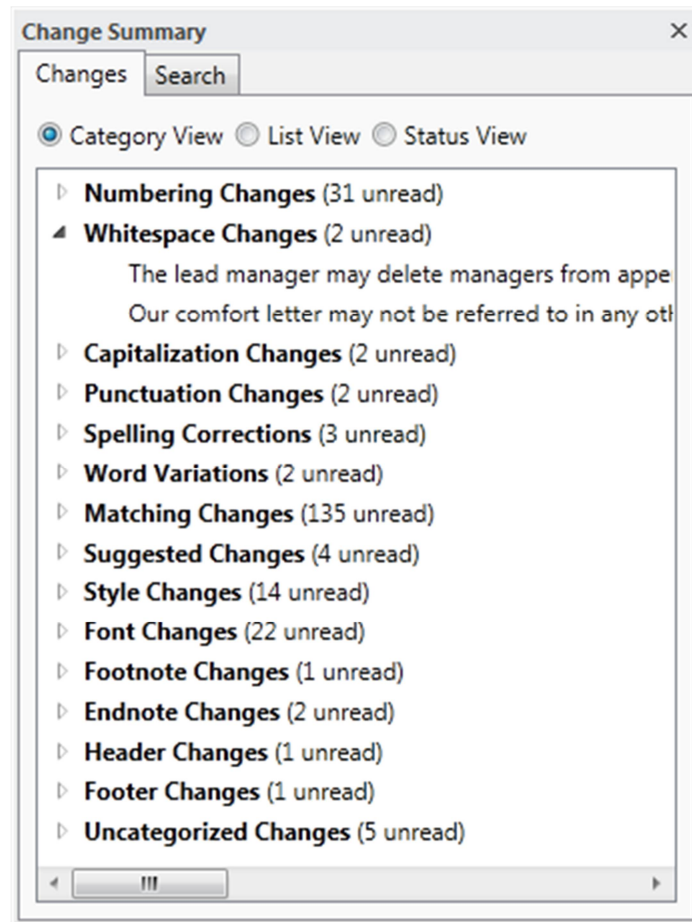 Change Summary
Changes Search
Category View List View Status View
Numbering Changes (31 unread)
Whitespace Changes (2 unread)
The lead manager may delete managers from appe
Our comfort letter may not be referred to in any
Capitalization Changes (2 unread)
Punctuation Changes (2 unread)
Spelling Corrections (3 unread)
Word Variations (2 unread)
Matching Changes (135 unread)
Suggested Changes (4 unread)
Style Changes (14 unread)
Font Changes (22 unread)
Footnote Changes (1 unread)
Endnote Changes (2 unread)
Header Changes (1 unread)
Footer Changes (1 unread)
Uncategorized Changes (5 unread)